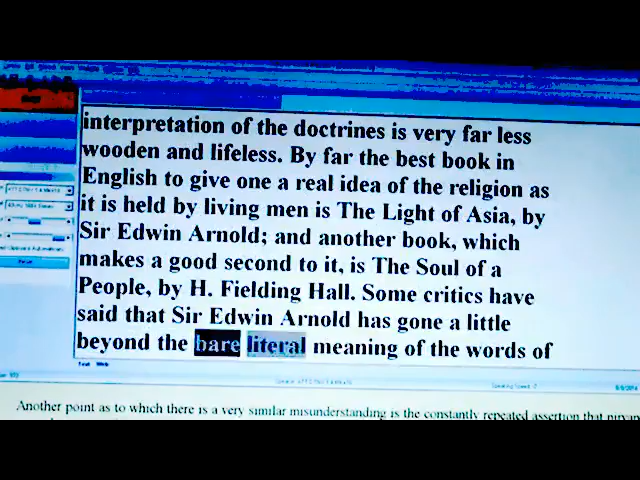 interpretation of the doctrines is very far less
wooden and lifeless. By far the best book in
English to give one a real idea of the religion as
it is held by living men is The Light of Asia, by
Sir Edwin Arnold; and another book, which
makes a good second to it, is The Soul of a
People, by H. Fielding Hall. Some critics have
said that Sir Edwin Arnold has gone a little
beyond the bare literal meaning of the words of
Another point as to which there is a very similar misunderstanding is the constantly repeated assertion that nirvan